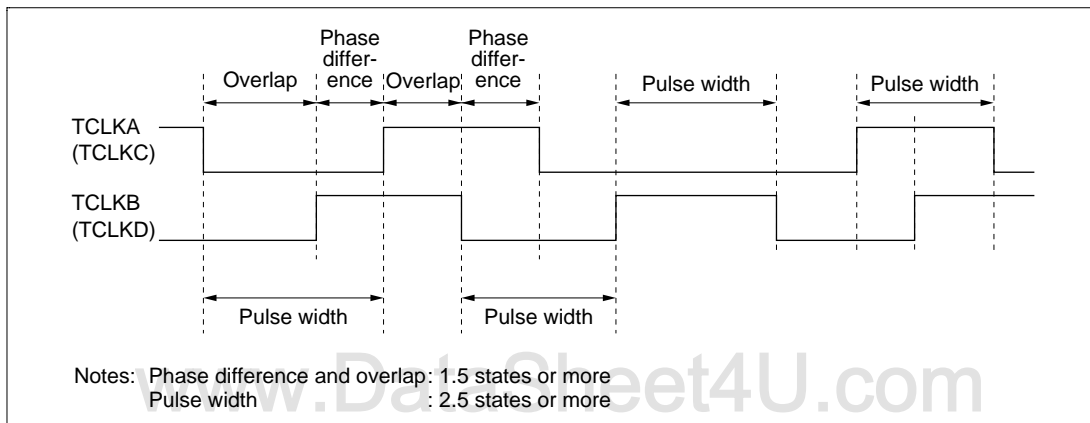 Phase
differ-
ence
Phase
differ-
ence
Overlap
Overlap
Pulse width
Pulse width
TCLKA
(TCLKC)
TCLKB
(TCLKD)
Pulse width
Pulse width
Notes: Phase difference and overlap : 1.5 states or more
Pulse width : 2.5 states or more
www.DataSheet4U.com